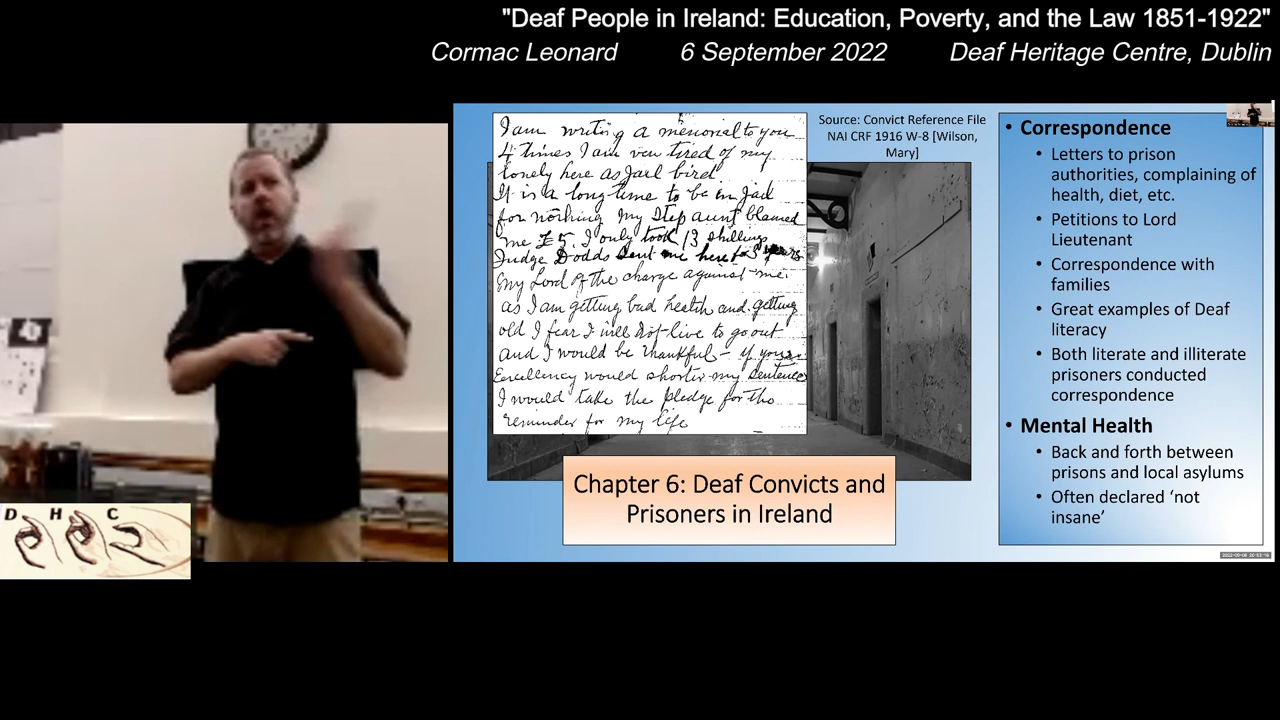 "Deaf People in Ireland: Education, Poverty, and the Law 1851-1922"
Cormac Leonard 6 September 2022 Deaf Heritage Centre, Dublin
I am writing a memorial to you
4 times I am very tired of my
lonely here as Jail bird.
It is a long time to be in Jail
for nothing my Step aunt blamed
me £5 I only took 13 shillings
Judge Dodds sent me here for 3 years
My Lord of the charge against me.
as I am getting bad health and getting
old I fear I will not live to go out
and I would be thankful - if your
Excellency would shorter my sentence
I would take the pledge for the
reminder for my life
Source: Convict Reference File
NAI CRF 1916 W-8 [Wilson,
Mary]
Chapter 6: Deaf Convicts and
Prisoners in Ireland
• Correspondence
• Letters to prison
authorities, complaining of
health, diet, etc.
• Petitions to Lord
Lieutenant
• Correspondence with
families
• Great examples of Deaf
literacy
• Both literate and illiterate
prisoners conducted
correspondence
• Mental Health
• Back and forth between
prisons and local asylums
• Often declared ‘not
insane’
D H C